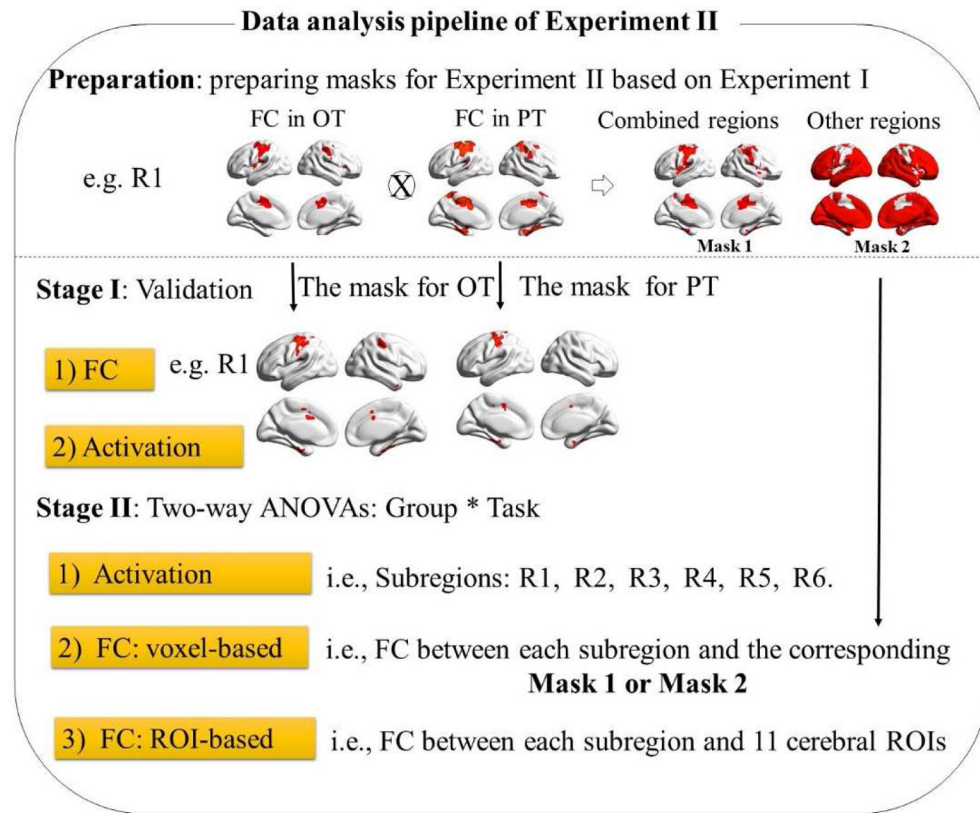 Data analysis pipeline of Experiment II
Preparation: preparing masks for Experiment II based on Experiment I
FC in OT FC in PT Combined regions Other regions
e.g. R1 X
Mask 1 Mask 2
Stage I: Validation The mask for OT The mask for PT
1) FC e.g. R1
2) Activation
Stage II: Two-way ANOVAs: Group * Task
1) Activation i.e., Subregions: R1, R2, R3, R4, R5, R6.
2) FC: voxel-based i.e., FC between each subregion and the corresponding
Mask 1 or Mask 2
3) FC: ROI-based i.e., FC between each subregion and 11 cerebral ROIs